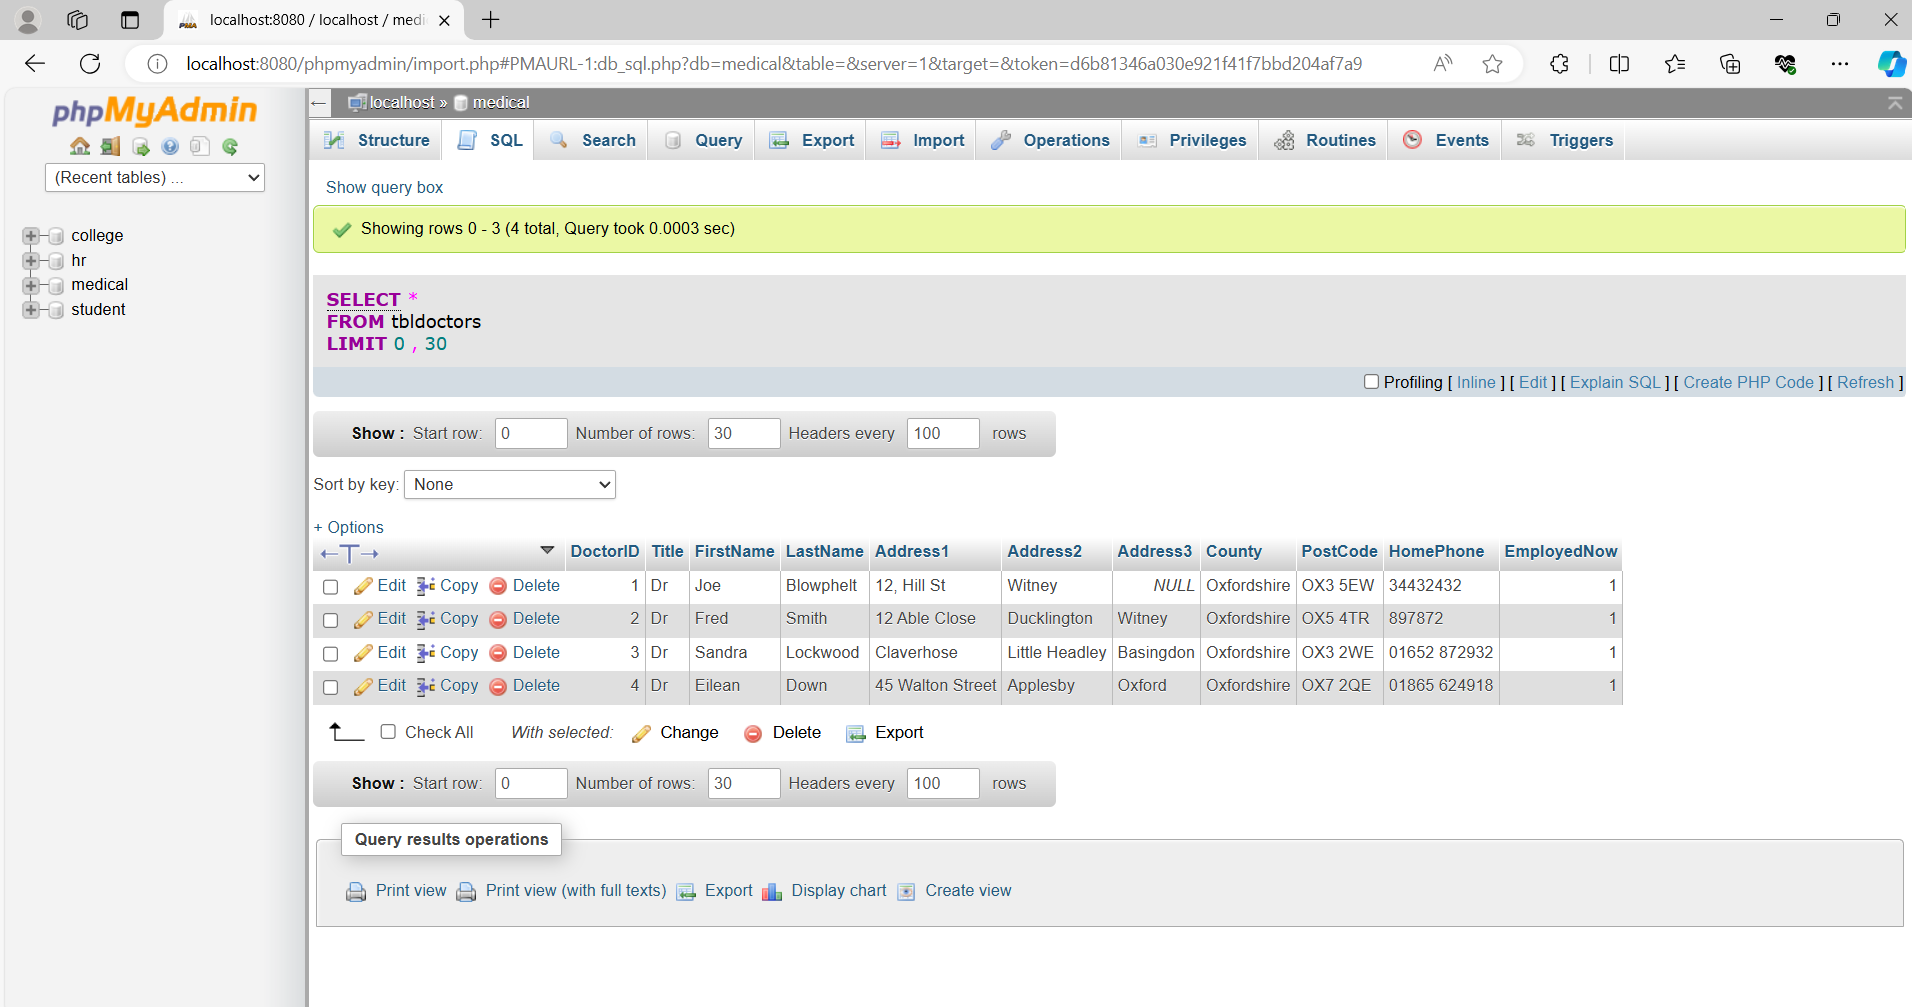 localhost:8080 / localhost / medi
localhost:8080/phpmyadmin/import.php#PMAURL-1:db_sql.php?db=medical&table=&server=1&target=&token=d6b81346a030e921f41f7bbd204af7a9
phpMyAdmin
(Recent tables) ...
college
hr
medical
student
localhost » medical
Structure SQL Search Query Export Import Operations Privileges Routines Events Triggers
Show query box
Showing rows 0 - 3 (4 total, Query took 0.0003 sec)
SELECT *
FROM tbldoctors
LIMIT 0 , 30
Profiling [ Inline ] [ Edit ] [ Explain SQL ] [ Create PHP Code ] [ Refresh ]
Show : Start row: 0 Number of rows: 30 Headers every 100 rows
Sort by key: None
+ Options
←T→ DoctorID Title FirstName LastName Address1 Address2 Address3 County PostCode HomePhone EmployedNow
Edit Copy Delete 1 Dr Joe Blowphelt 12, Hill St Witney NULL Oxfordshire OX3 5EW 34432432 1
Edit Copy Delete 2 Dr Fred Smith 12 Able Close Ducklington Witney Oxfordshire OX5 4TR 897872 1
Edit Copy Delete 3 Dr Sandra Lockwood Claverhose Little Headley Basingdon Oxfordshire OX3 2WE 01652 872932 1
Edit Copy Delete 4 Dr Eilean Down 45 Walton Street Applesby Oxford Oxfordshire OX7 2QE 01865 624918 1
Check All With selected: Change Delete Export
Show : Start row: 0 Number of rows: 30 Headers every 100 rows
Query results operations
Print view Print view (with full texts) Export Display chart Create view